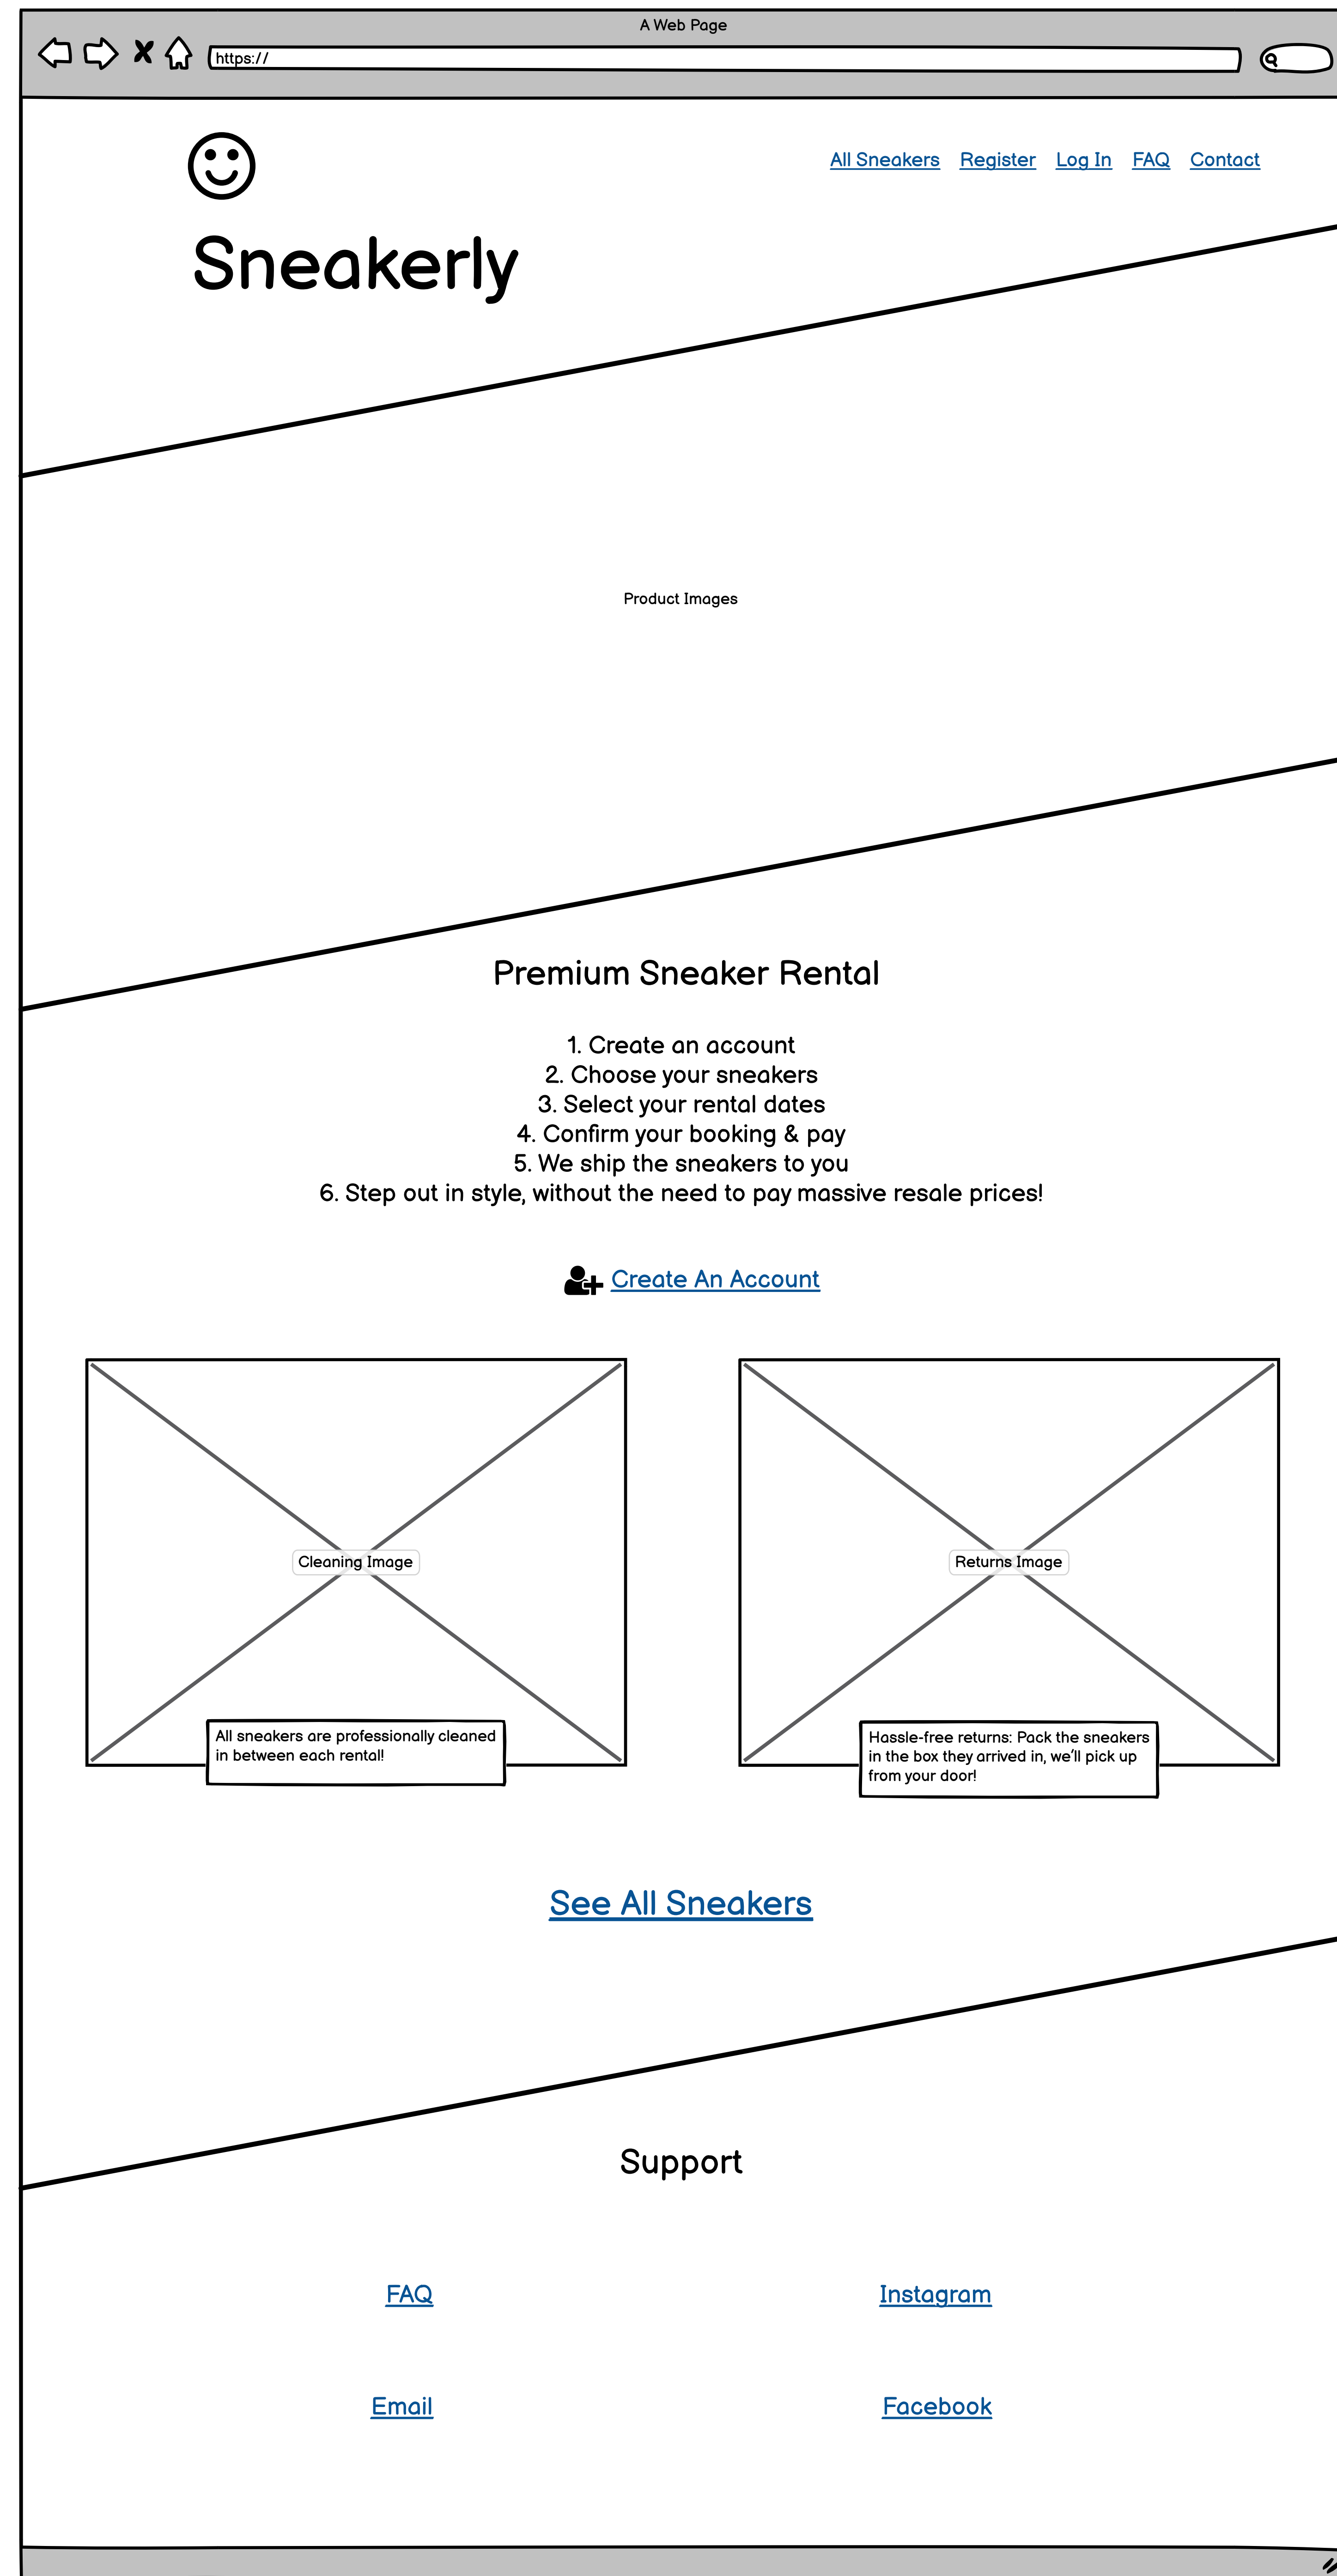 A Web Page
https://
All Sneakers Register Log In FAQ Contact
Sneakerly
Product Images
Premium Sneaker Rental
1. Create an account
2. Choose your sneakers
3. Select your rental dates
4. Confirm your booking & pay
5. We ship the sneakers to you
6. Step out in style, without the need to pay massive resale prices!
Create An Account
Cleaning Image
All sneakers are professionally cleaned
in between each rental!
Returns Image
Hassle-free returns: Pack the sneakers
in the box they arrived in, we'll pick up
from your door!
See All Sneakers
Support
FAQ
Instagram
Email
Facebook